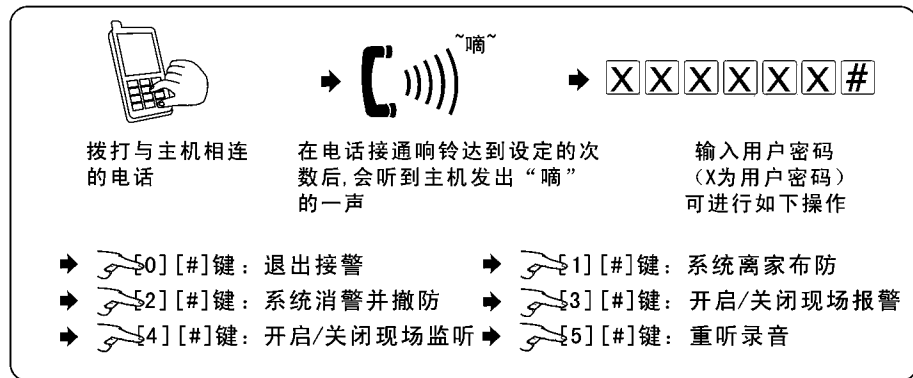 ~嘀~
X X X X X X #
拨打与主机相连
的电话
在电话接通响铃达到设定的次
数后,会听到主机发出“嘀”
的一声
输入用户密码
（X为用户密码）
可进行如下操作
[0][#]键：退出接警
[1][#]键：系统离家布防
[2][#]键：系统消警并撤防
[3][#]键：开启/关闭现场报警
[4][#]键：开启/关闭现场监听
[5][#]键：重听录音